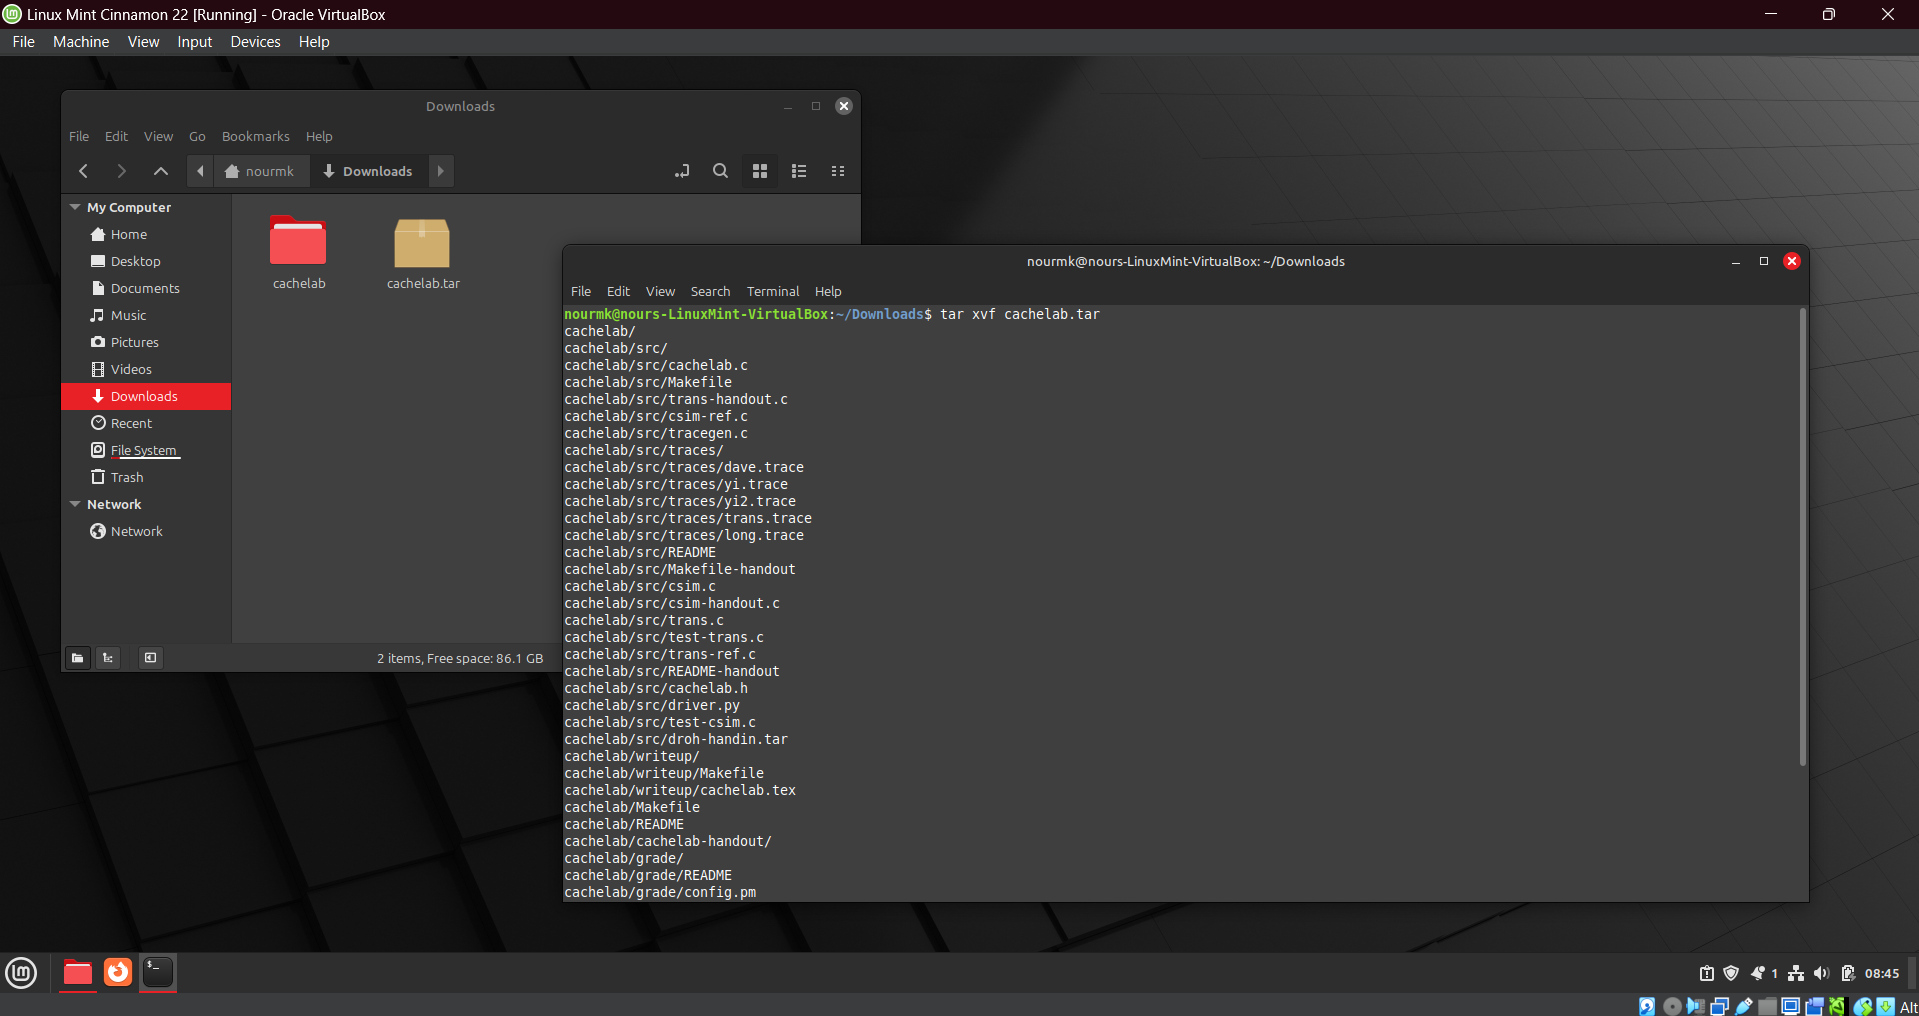 Linux Mint Cinnamon 22 [Running] - Oracle VirtualBox
File Machine View Input Devices Help
Downloads
File Edit View Go Bookmarks Help
nourmk Downloads
My Computer
Home
Desktop
Documents
Music
Pictures
Videos
Downloads
Recent
File System
Trash
Network
Network
cachelab
cachelab.tar
2 items, Free space: 86.1 GB
nourmk@nours-LinuxMint-VirtualBox: ~/Downloads
File Edit View Search Terminal Help
nourmk@nours-LinuxMint-VirtualBox:~/Downloads$ tar xvf cachelab.tar
cachelab/
cachelab/src/
cachelab/src/cachelab.c
cachelab/src/Makefile
cachelab/src/trans-handout.c
cachelab/src/csim-ref.c
cachelab/src/tracegen.c
cachelab/src/traces/
cachelab/src/traces/dave.trace
cachelab/src/traces/yi.trace
cachelab/src/traces/yi2.trace
cachelab/src/traces/trans.trace
cachelab/src/traces/long.trace
cachelab/src/README
cachelab/src/Makefile-handout
cachelab/src/csim.c
cachelab/src/csim-handout.c
cachelab/src/trans.c
cachelab/src/test-trans.c
cachelab/src/trans-ref.c
cachelab/src/README-handout
cachelab/src/cachelab.h
cachelab/src/driver.py
cachelab/src/test-csim.c
cachelab/src/droh-handin.tar
cachelab/writeup/
cachelab/writeup/Makefile
cachelab/writeup/cachelab.tex
cachelab/Makefile
cachelab/README
cachelab/cachelab-handout/
cachelab/grade/
cachelab/grade/README
cachelab/grade/config.pm
$_
1
08:45
Alt